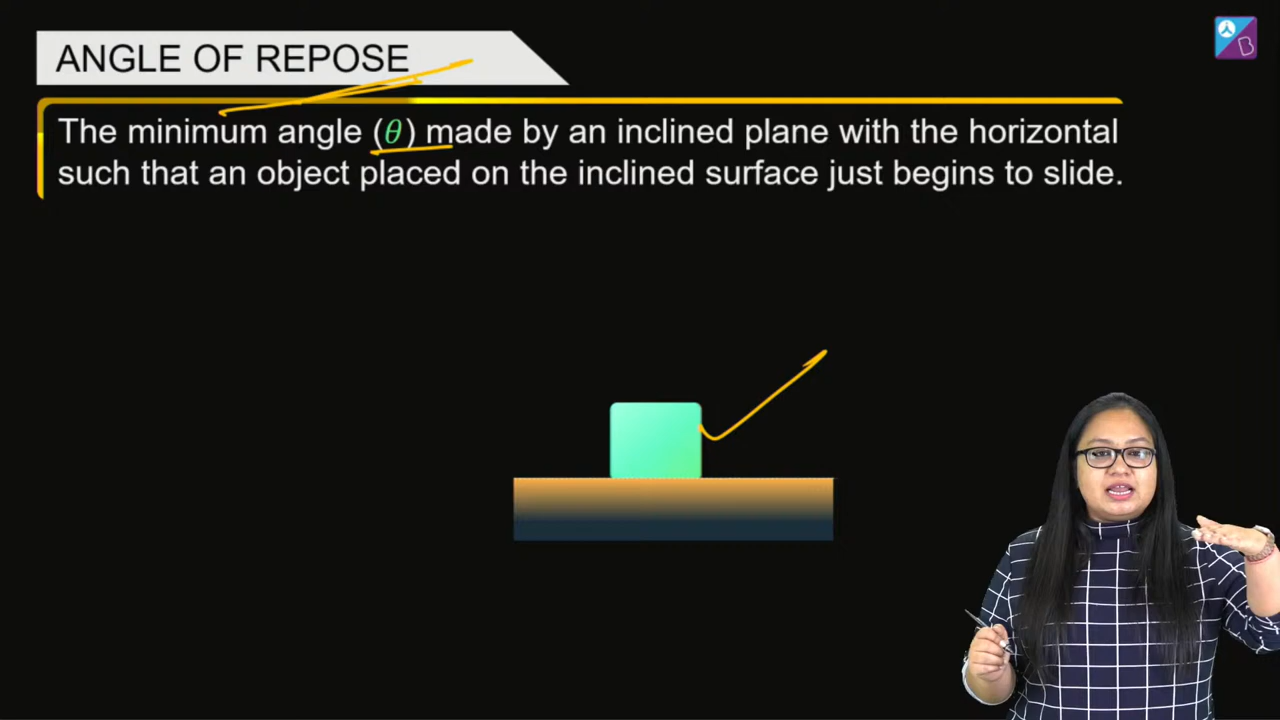 ANGLE OF REPOSE
The minimum angle (θ) made by an inclined plane with the horizontal
such that an object placed on the inclined surface just begins to slide.
B